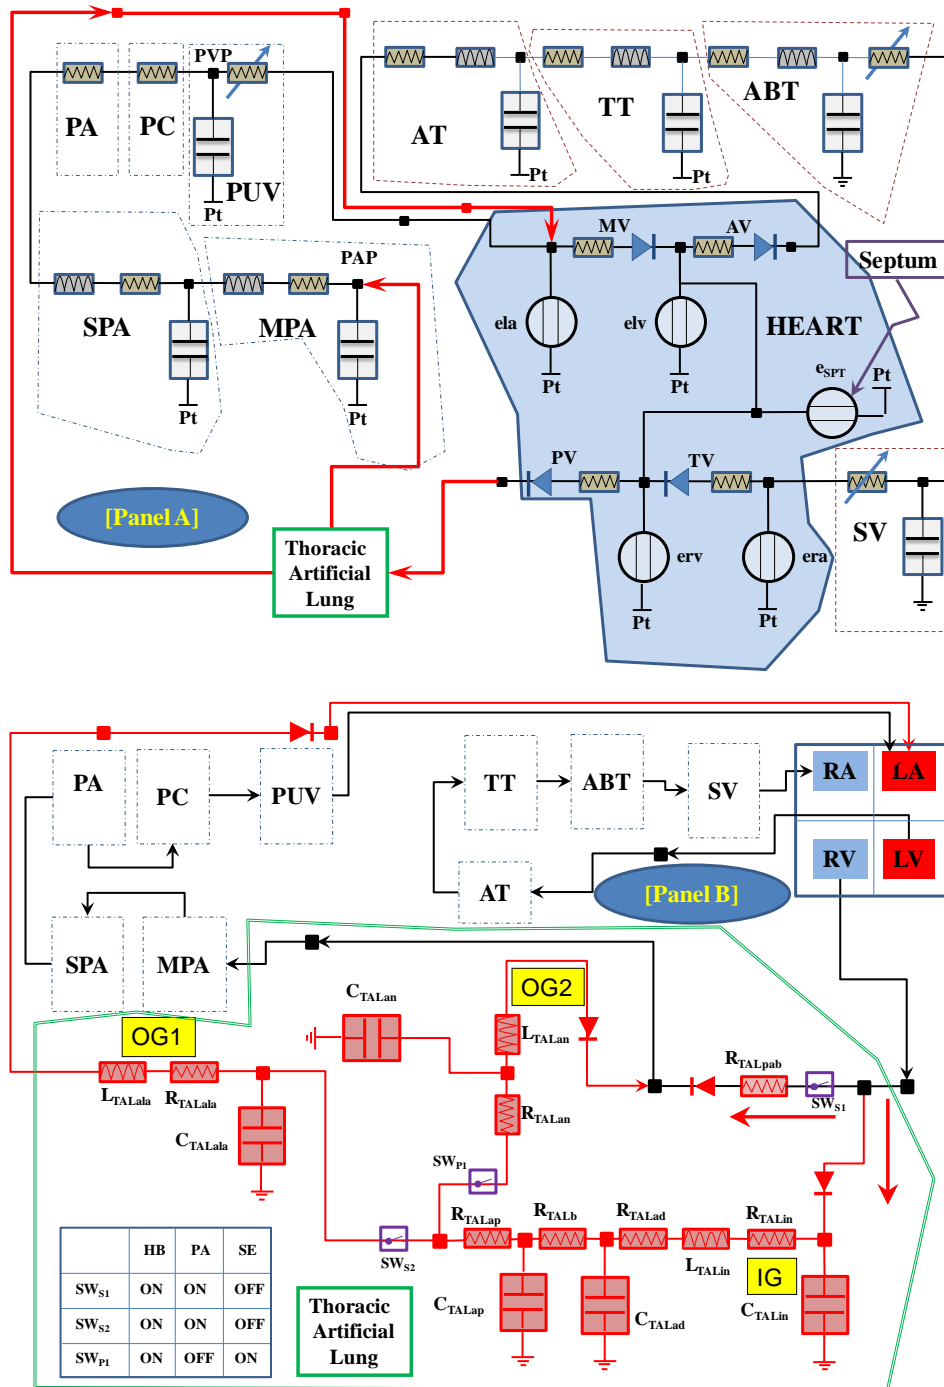 PVP
PA
PC
PUV
Pt
AT
TT
ABT
Pt
Pt
PAP
SPA
MPA
Pt
Pt
MV
AV
Septum
ela
elv
HEART
Pt
Pt
eSPT
Pt
PV
TV
SV
[Panel A]
Thoracic
Artificial
Lung
erv
era
Pt
Pt
PA
PC
PUV
TT
ABT
SV
RA
LA
RV
LV
AT
[Panel B]
SPA
MPA
CTALan
OG2
LTALan
OG1
LTALala
RTALala
RTALpab
SWS1
RTALan
CTALala
SWP1
RTALap
RTALb
RTALad
RTALin
SWS2
LTALin
IG
CTALap
CTALad
CTALin
HB PA SE
SWS1 ON ON OFF
SWS2 ON ON OFF
SWP1 ON OFF ON
Thoracic
Artificial
Lung